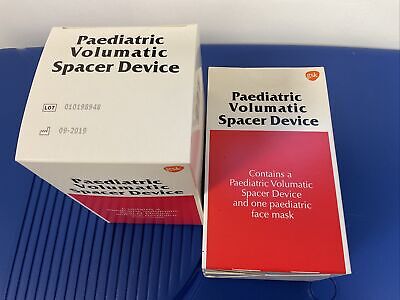 Paediatric
Volumatic
Spacer Device
LOT 010198948
09-2019
gsk
Paediatric
Volumatic
Spacer Device
gsk
Paediatric
Volumatic
Spacer Device
Contains a
Paediatric Volumatic
Spacer Device
and one paediatric
face mask